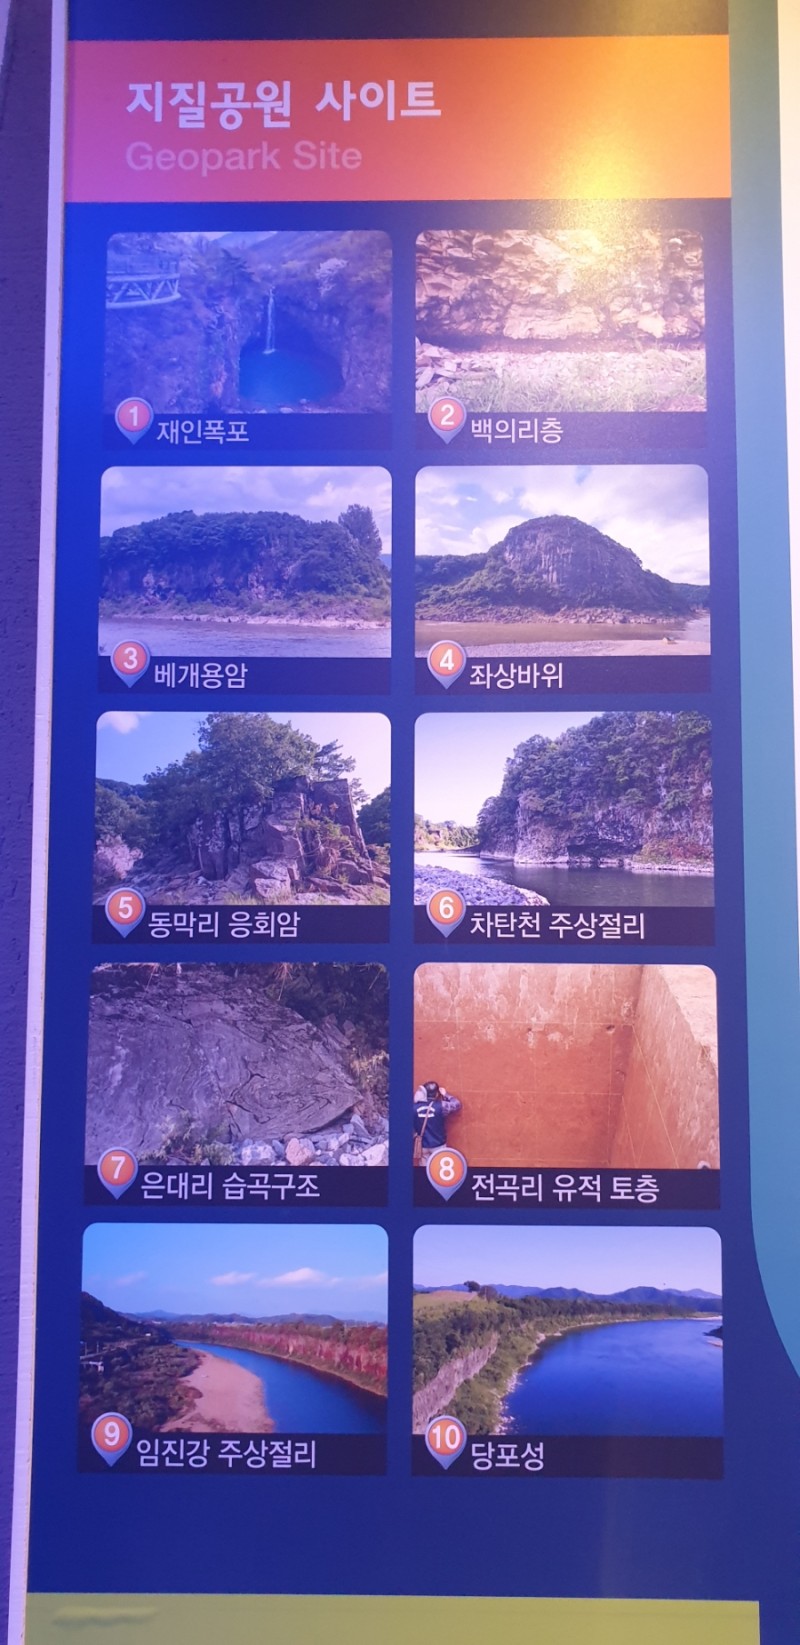 지질공원 사이트
Geopark Site
1 재인폭포
2 백의리층
3 베개용암
4 좌상바위
5 동막리 응회암
6 차탄천 주상절리
7 은대리 습곡구조
8 전곡리 유적 토층
9 임진강 주상절리
10 당포성